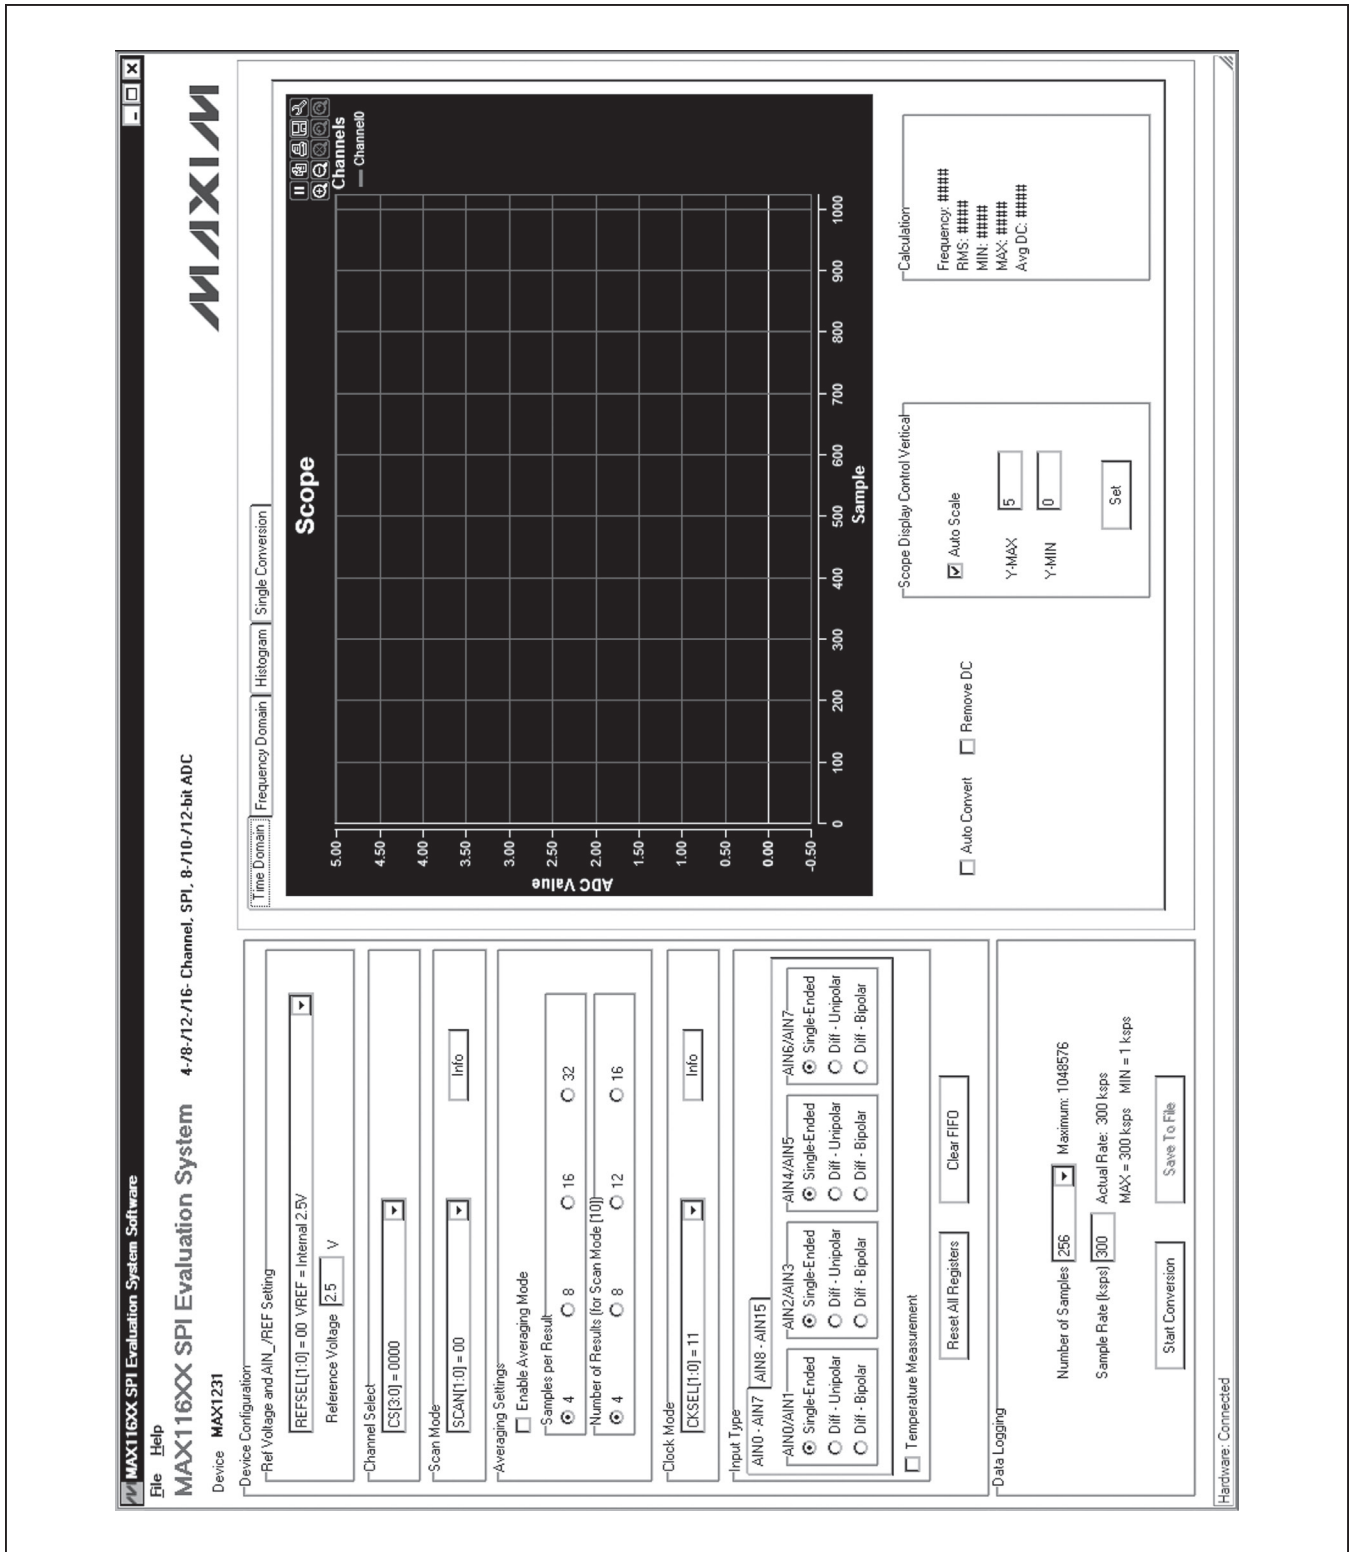 MAX116XX SPI Evaluation System Software
File Help
MAX116XX SPI Evaluation System 4-/8-/12-/16- Channel, SPI, 8-/10-/12-bit ADC
MAXIM
Device MAX1231
Device Configuration
Ref Voltage and AIN_/REF Setting
REFSEL[1:0] = 00 VREF = Internal 2.5V
Reference Voltage 2.5 V
Channel Select
CS[3:0] = 0000
Scan Mode
SCAN[1:0] = 00
Info
Averaging Settings
Enable Averaging Mode
Samples per Result
4 8 16 32
Number of Results (for Scan Mode [10])
4 8 12 16
Clock Mode
CKSEL[1:0] = 11
Info
Input Type
AIN0 - AIN7 AIN8 - AIN15
AIN0/AIN1 AIN2/AIN3 AIN4/AIN5 AIN6/AIN7
Single-Ended Single-Ended Single-Ended Single-Ended
Diff - Unipolar Diff - Unipolar Diff - Unipolar Diff - Unipolar
Diff - Bipolar Diff - Bipolar Diff - Bipolar Diff - Bipolar
Temperature Measurement
Reset All Registers Clear FIFO
Data Logging
Number of Samples 256 Maximum: 1048576
Sample Rate (ksps) 300 Actual Rate: 300 ksps
MAX = 300 ksps MIN = 1 ksps
Start Conversion Save To File
Time Domain Frequency Domain Histogram Single Conversion
Scope
Channels
Channel0
ADC Value
5.00
4.50
4.00
3.50
3.00
2.50
2.00
1.50
1.00
0.50
0.00
-0.50
0 100 200 300 400 500 600 700 800 900 1000
Sample
Auto Convert Remove DC
Scope Display Control Vertical
Auto Scale
Y-MAX 5
Y-MIN 0
Set
Calculation
Frequency: ####
RMS: ####
MIN: ####
MAX: ####
Avg DC: ####
Hardware: Connected